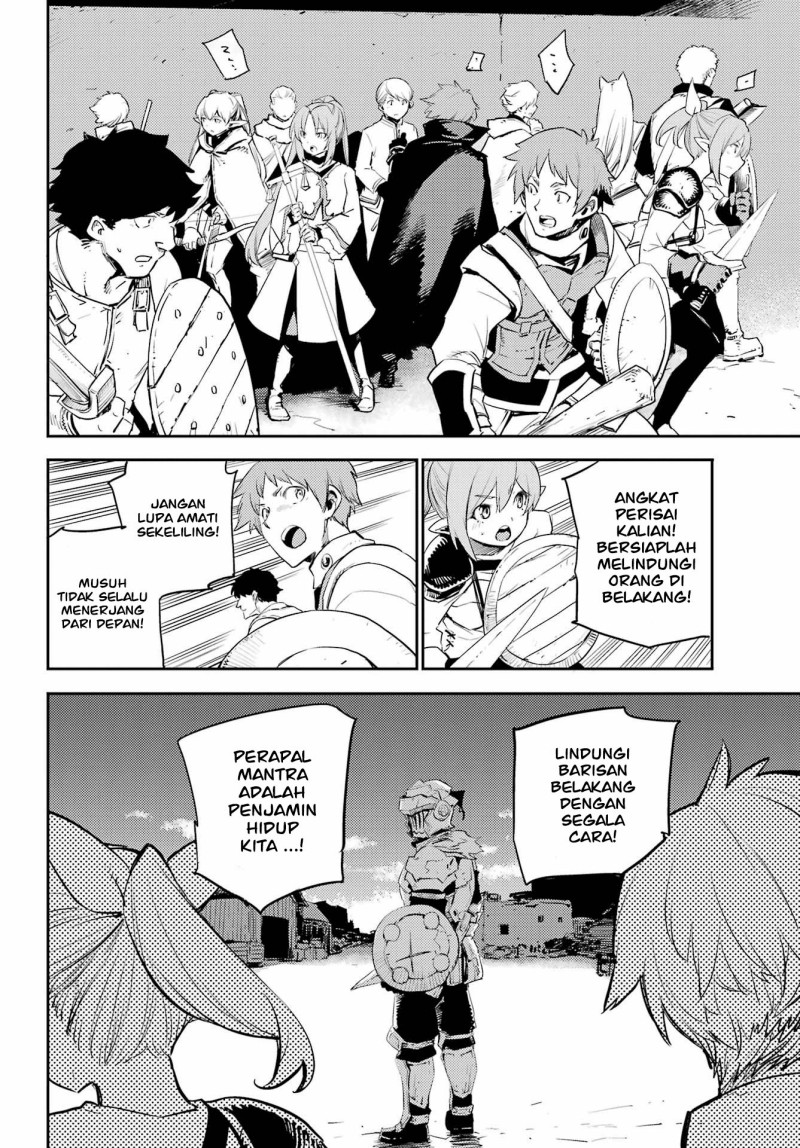 ANGKAT
PERISAI
KALIAN!
BERSIAPLAH
MELINDUNGI
ORANG DI
BELAKANG!
JANGAN
LUPA AMATI
SEKELILING!
MUSUH
TIDAK SELALU
MENERJANG
DARI DEPAN!
LINDUNGI
BARISAN
BELAKANG
DENGAN
SEGALA
CARA!
PERAPAL
MANTRA
ADALAH
PENJAMIN
HIDUP
KITA ...!